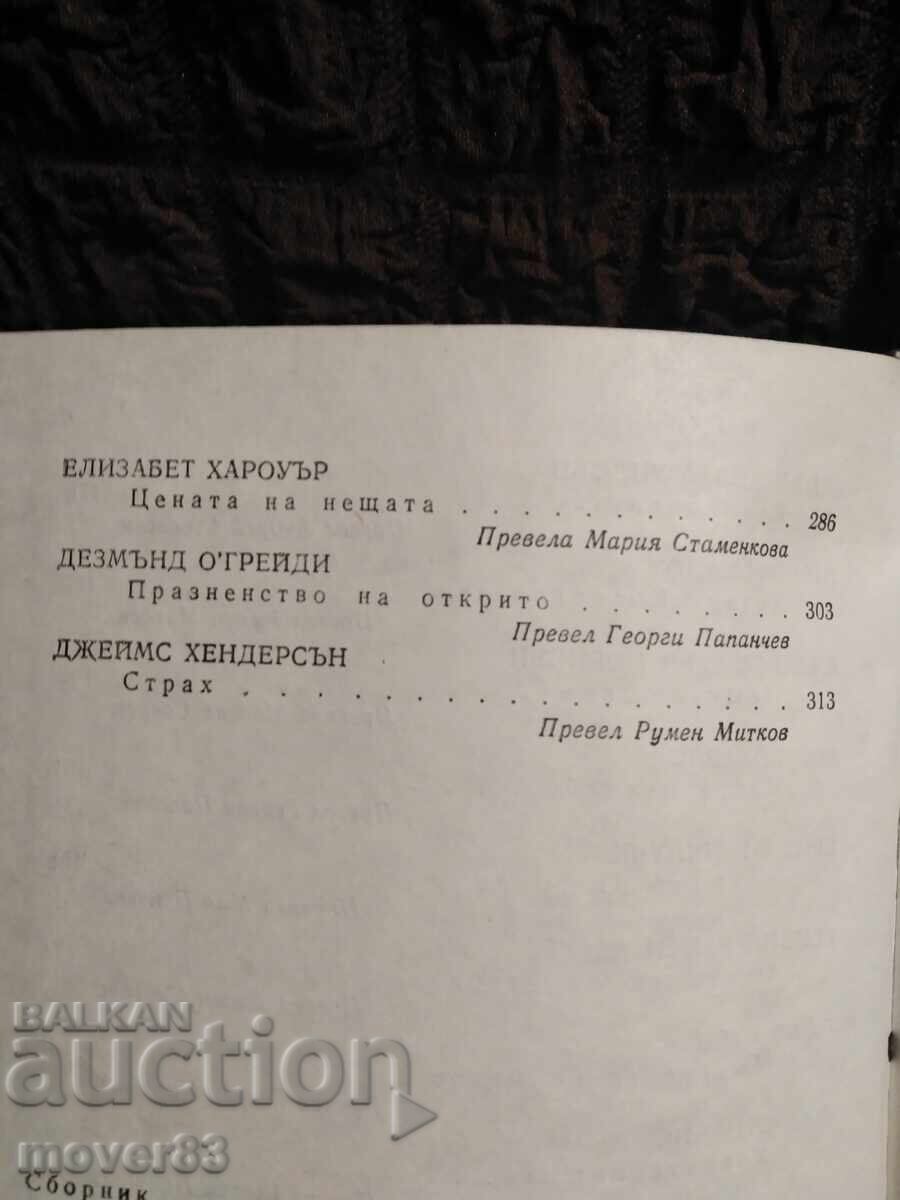 ЕЛИЗАБЕТ ХАРОУЪР
Цената на нещата . . . . . . . . . . . . . 286
Превела Мария Стаменкова
ДЕЗМЪНД О'ГРЕЙДИ
Празненство на открито . . . . . . . . 303
Превел Георги Папанчев
ДЖЕЙМС ХЕНДЕРСЪН
Страх . . . . . . . . . . . . . . . . . . . 313
Превел Румен Митков
BALKAN
auction
mover83
Сборник